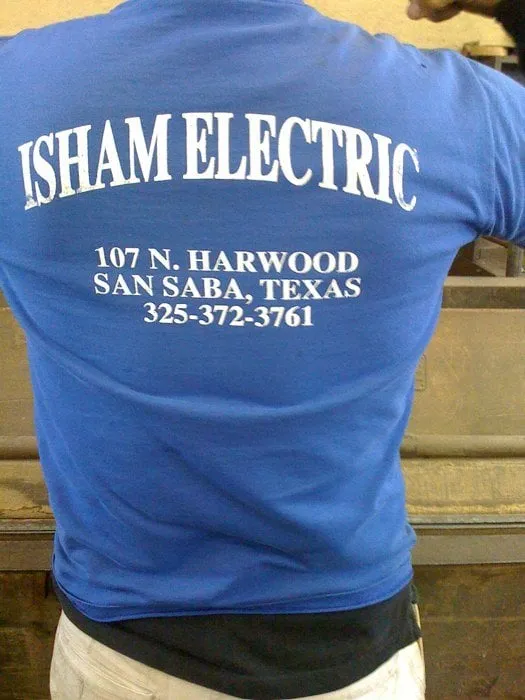 ISHAM ELECTRIC
107 N. HARWOOD
SAN SABA, TEXAS
325-372-3761